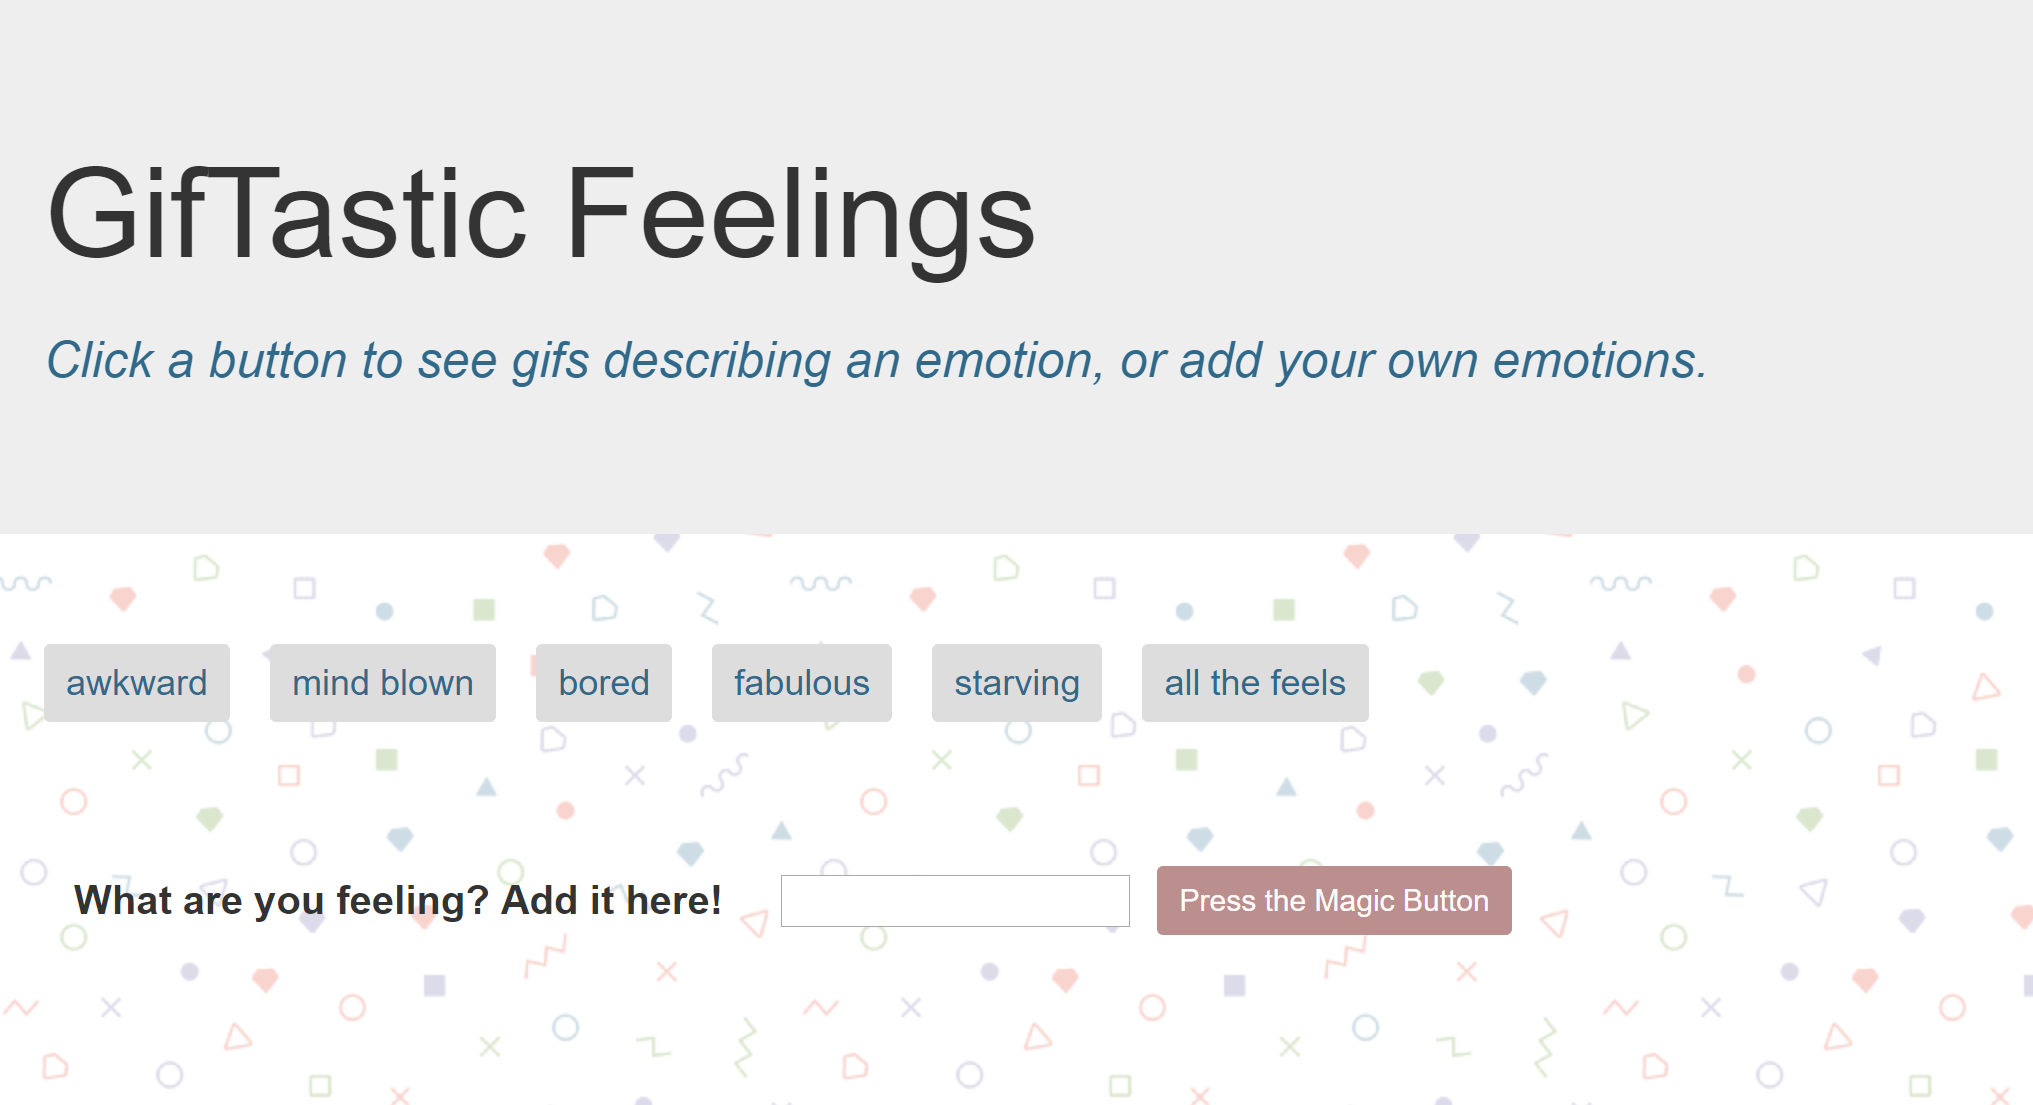 GifTastic Feelings
Click a button to see gifs describing an emotion, or add your own emotions.
awkward mind blown bored fabulous starving all the feels
What are you feeling? Add it here! Press the Magic Button